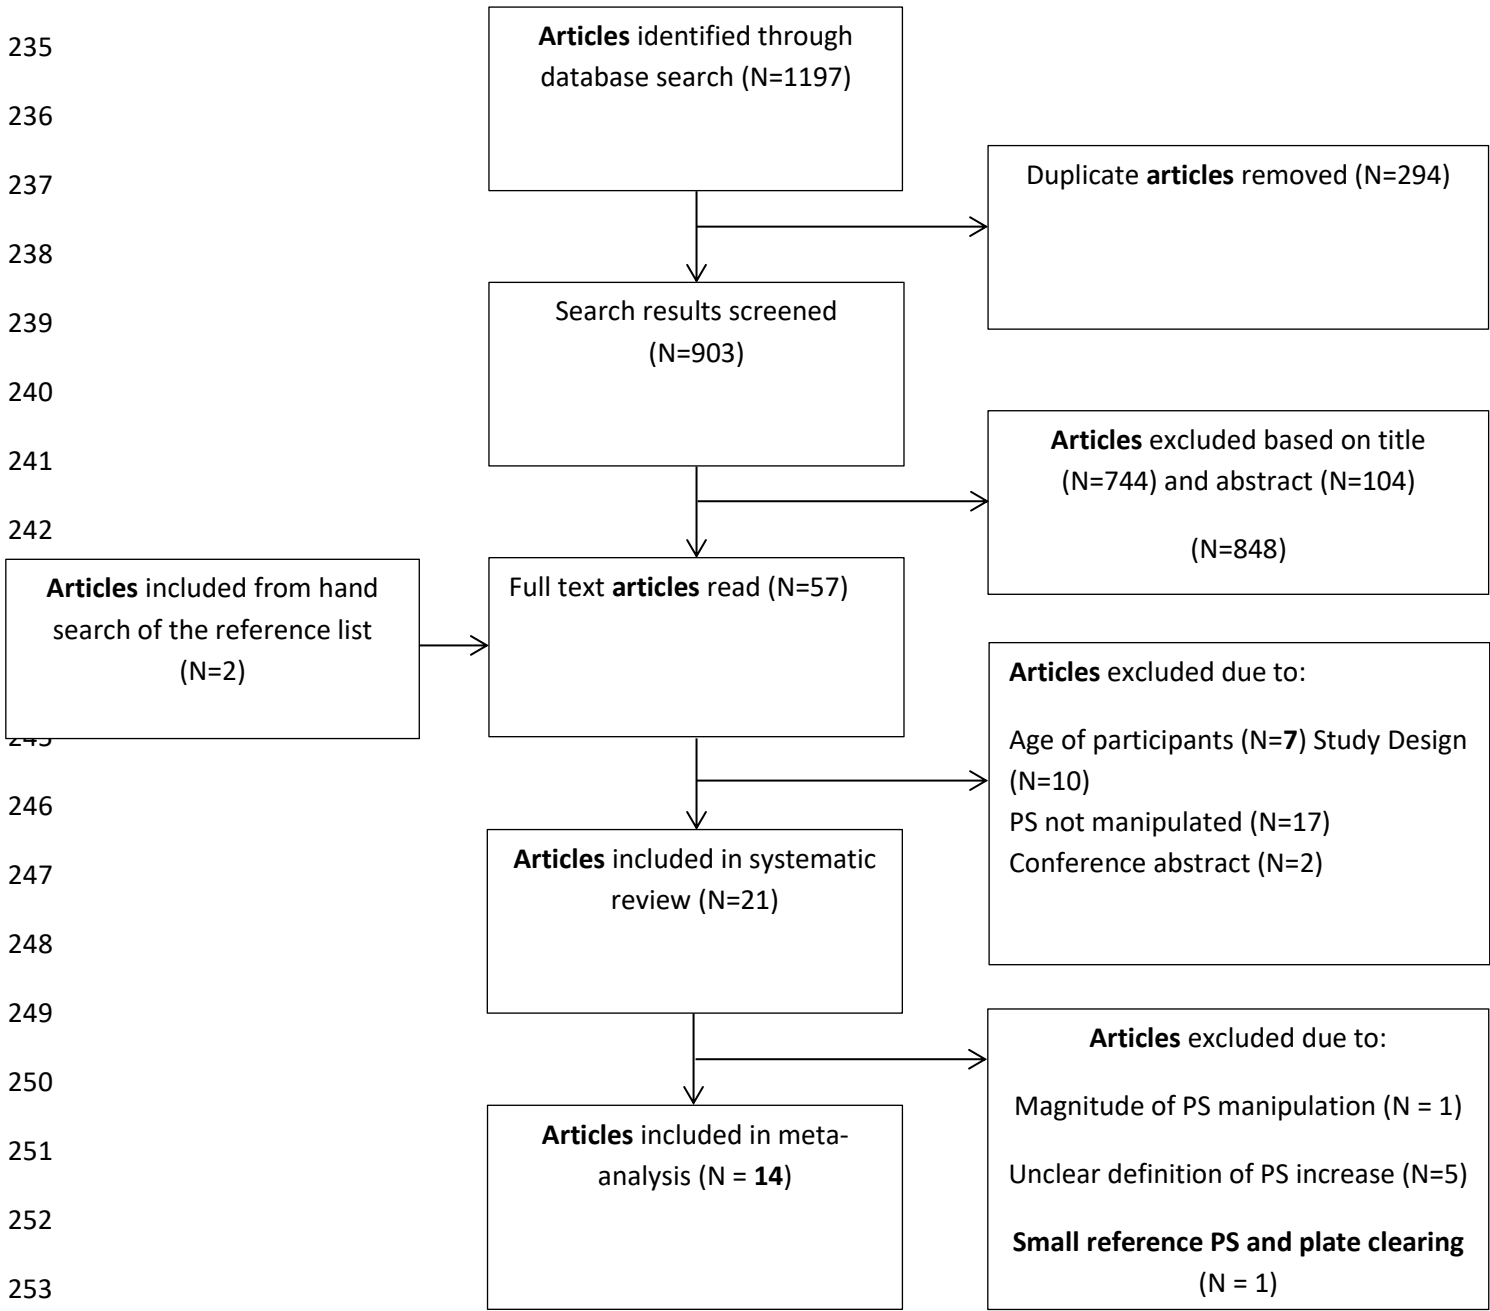 235
Articles identified through
database search (N=1197)
236
237
Duplicate articles removed (N=294)
238
239
Search results screened
(N=903)
240
241
Articles excluded based on title
(N=744) and abstract (N=104)
(N=848)
242
Articles included from hand
search of the reference list
(N=2)
Full text articles read (N=57)
245
Articles excluded due to:
Age of participants (N=7) Study Design
(N=10)
PS not manipulated (N=17)
Conference abstract (N=2)
246
247
Articles included in systematic
review (N=21)
248
249
Articles excluded due to:
Magnitude of PS manipulation (N = 1)
Unclear definition of PS increase (N=5)
Small reference PS and plate clearing
(N = 1)
250
251
Articles included in meta-
analysis (N = 14)
252
253